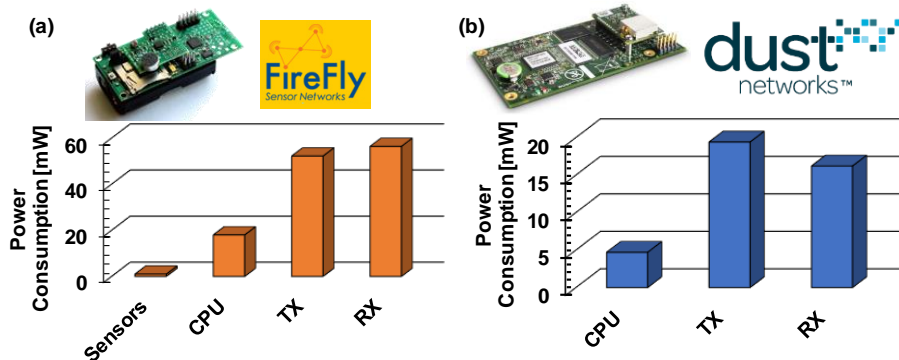 (a)
FireFly
Sensor Networks
Power
Consumption [mW]
60
40
20
0
Sensors
CPU
TX
RX
(b)
dust
networks™
Power
Consumption [mW]
20
15
10
5
0
CPU
TX
RX